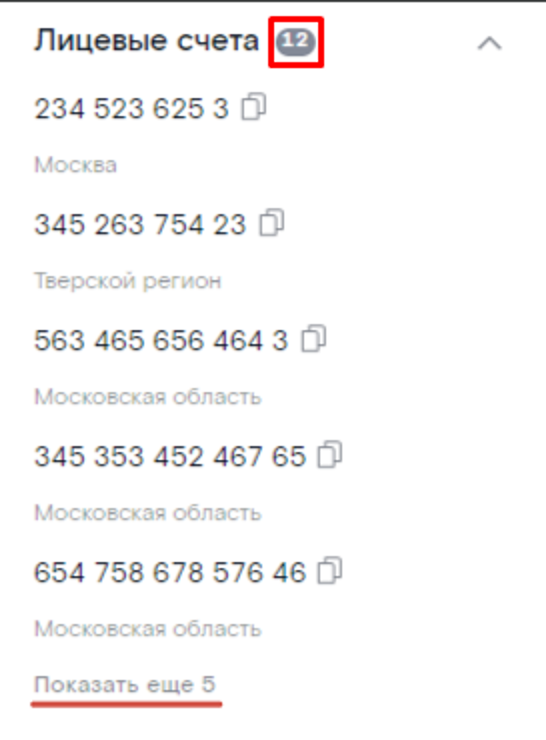 Лицевые счета 12
234 523 625 3
Москва
345 263 754 23
Тверской регион
563 465 656 464 3
Московская область
345 353 452 467 65
Московская область
654 758 678 576 46
Московская область
Показать еще 5